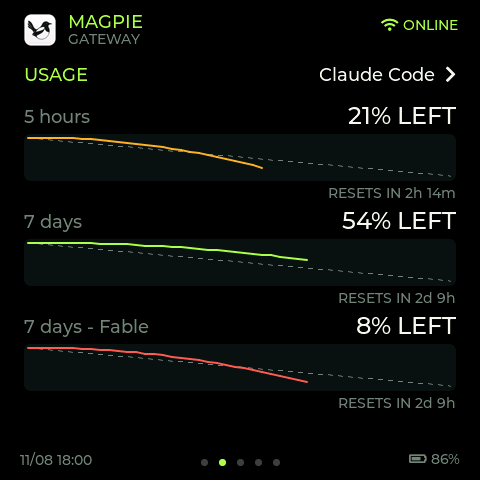 MAGPIE
GATEWAY
ONLINE
USAGE
Claude Code
5 hours
21% LEFT
RESETS IN 2h 14m
7 days
54% LEFT
RESETS IN 2d 9h
7 days - Fable
8% LEFT
RESETS IN 2d 9h
11/08 18:00
86%